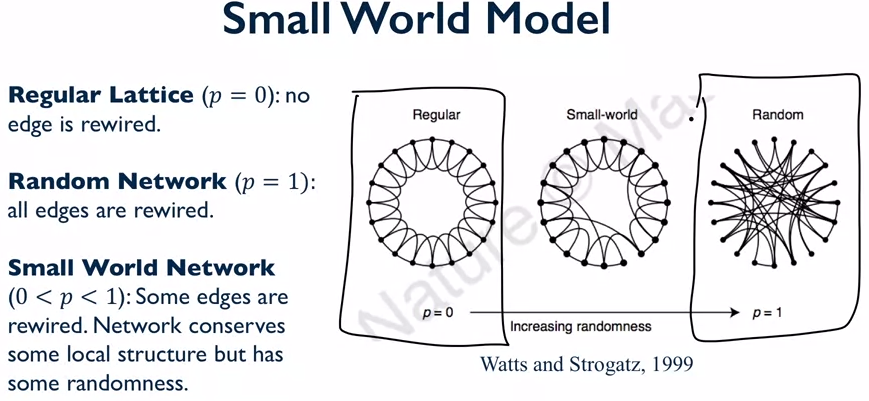 Small World Model
Regular Lattice (p = 0): no
edge is rewired.
Random Network (p = 1):
all edges are rewired.
Small World Network
(0 < p < 1): Some edges are
rewired. Network conserves
some local structure but has
some randomness.
Regular
Small-world
Random
Nature © Ma
p = 0
p = 1
Increasing randomness
Watts and Strogatz, 1999